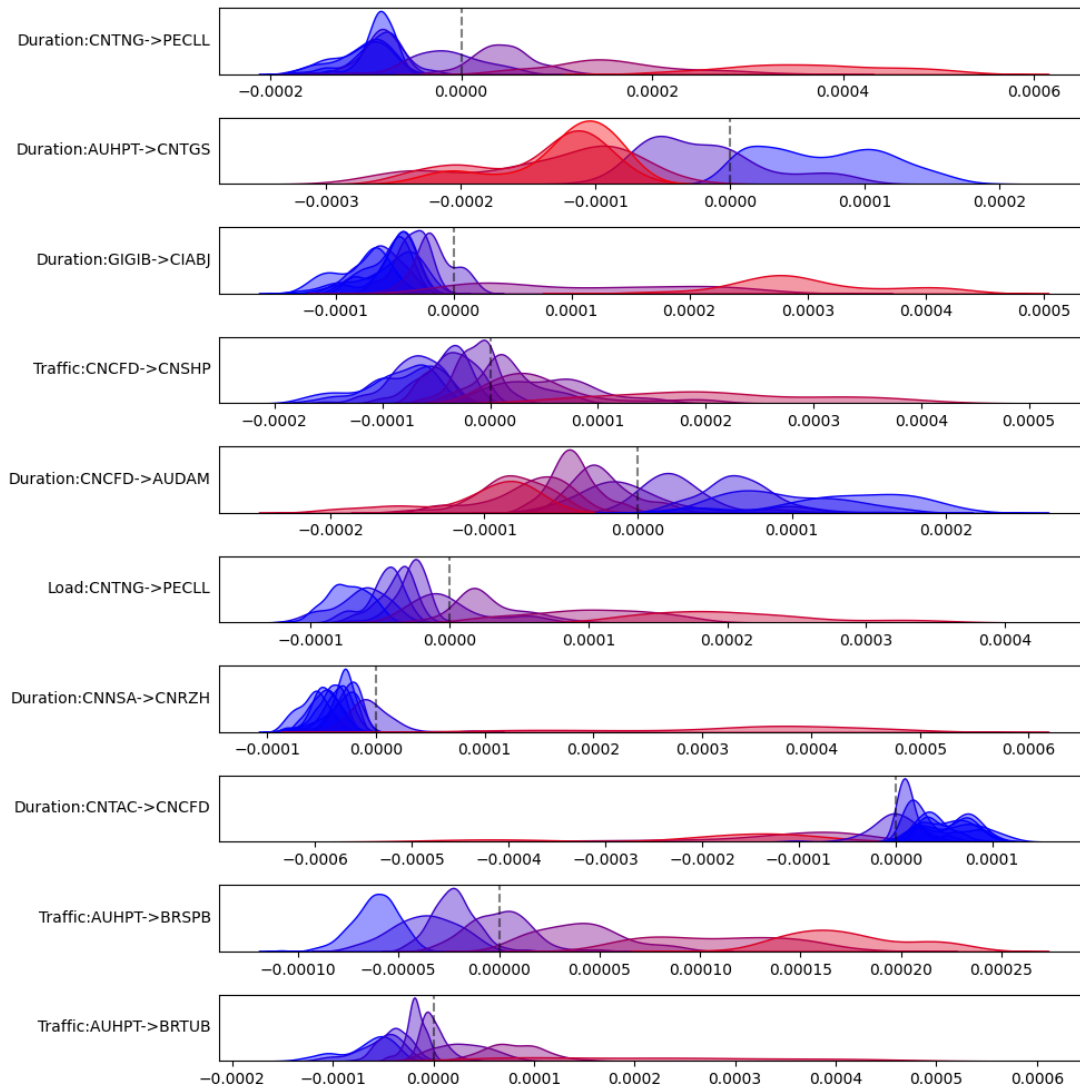 Duration:CNTNG->PECLL
−0.0002 0.0000 0.0002 0.0004 0.0006
Duration:AUHPT->CNTGS
−0.0003 −0.0002 −0.0001 0.0000 0.0001 0.0002
Duration:GIGIB->CIABJ
−0.0001 0.0000 0.0001 0.0002 0.0003 0.0004 0.0005
Traffic:CNCFD->CNSHP
−0.0002 −0.0001 0.0000 0.0001 0.0002 0.0003 0.0004 0.0005
Duration:CNCFD->AUDAM
−0.0002 −0.0001 0.0000 0.0001 0.0002
Load:CNTNG->PECLL
−0.0001 0.0000 0.0001 0.0002 0.0003 0.0004
Duration:CNNSA->CNRZH
−0.0001 0.0000 0.0001 0.0002 0.0003 0.0004 0.0005 0.0006
Duration:CNTAC->CNCFD
−0.0006 −0.0005 −0.0004 −0.0003 −0.0002 −0.0001 0.0000 0.0001
Traffic:AUHPT->BRSPB
−0.00010 −0.00005 0.00000 0.00005 0.00010 0.00015 0.00020 0.00025
Traffic:AUHPT->BRTUB
−0.0002 −0.0001 0.0000 0.0001 0.0002 0.0003 0.0004 0.0005 0.0006